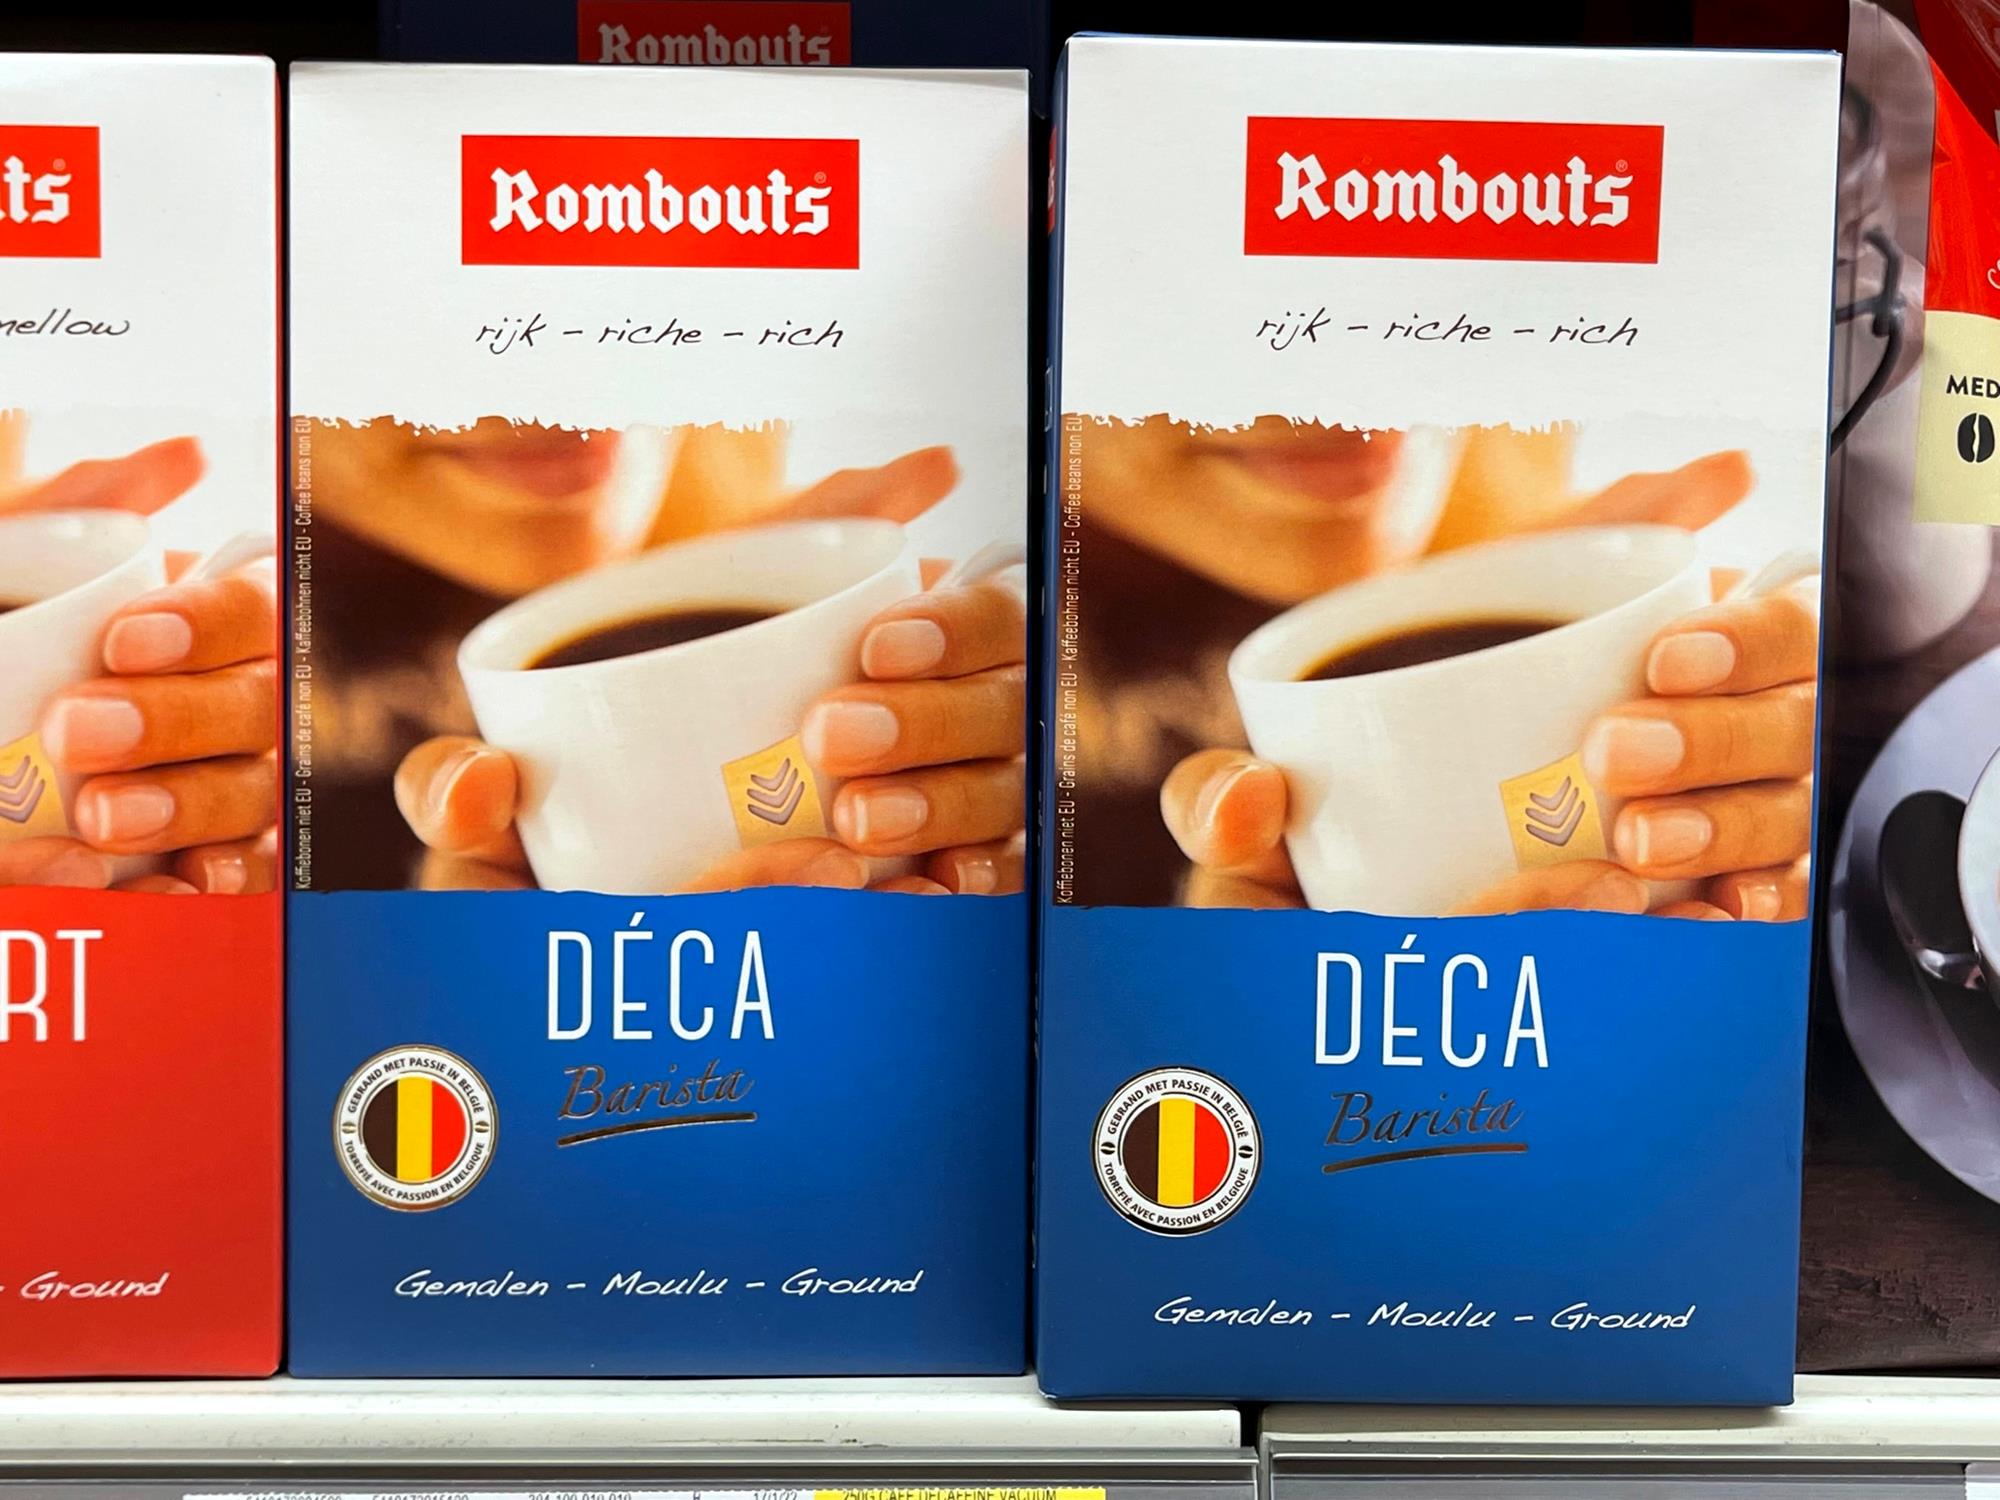 Rombouts
ts
mellow
RT
- Ground
Rombouts
rijk - riche - rich
Koffiebonen niet EU - Grains de café non EU - Kaffeebohnen nicht EU - Coffee beans non EU
DÉCA
Barista
GEBRAND MET PASSIE IN BELGIË
TORREFIÉ AVEC PASSION EN BELGIQUE
Gemalen - Moulu - Ground
Rombouts
rijk - riche - rich
Koffiebonen niet EU - Grains de café non EU - Kaffeebohnen nicht EU - Coffee beans non EU
DÉCA
Barista
GEBRAND MET PASSIE IN BELGIË
TORREFIÉ AVEC PASSION EN BELGIQUE
Gemalen - Moulu - Ground
MED
250G CAFE DECAFEINE VACUUM